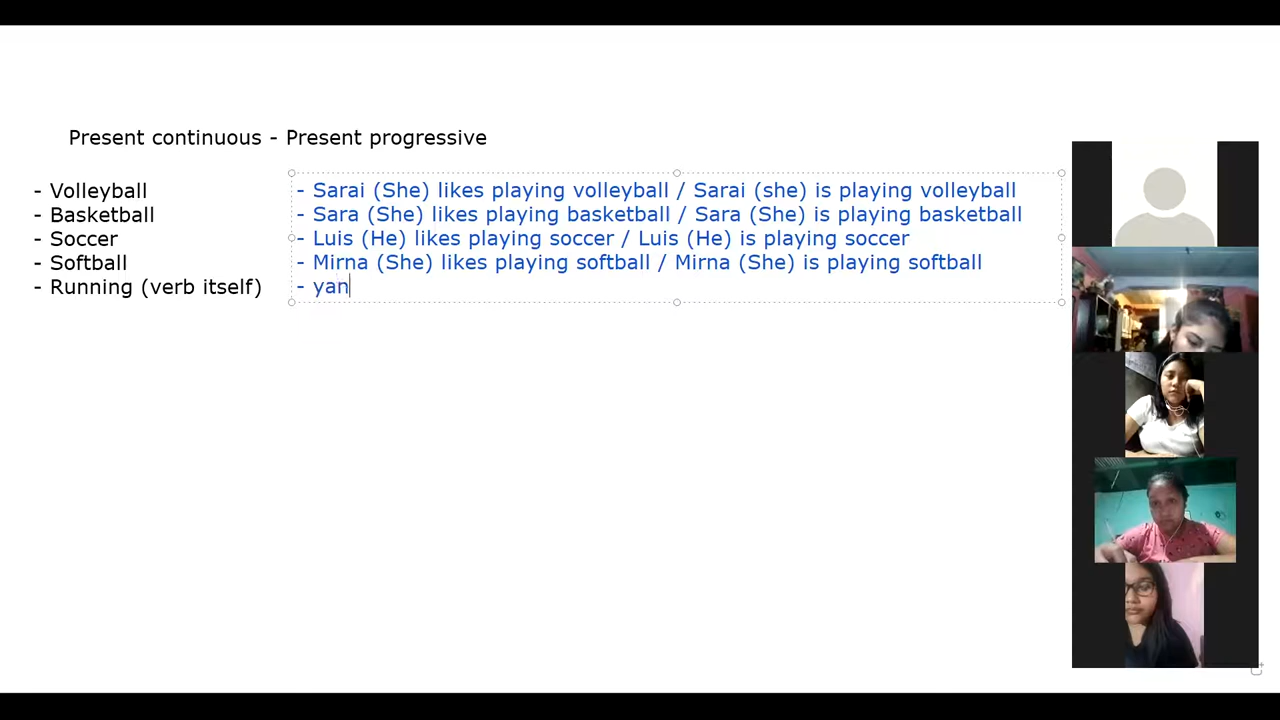 Present continuous - Present progressive
- Volleyball
- Basketball
- Soccer
- Softball
- Running (verb itself)
- Sarai (She) likes playing volleyball / Sarai (she) is playing volleyball
- Sara (She) likes playing basketball / Sara (She) is playing basketball
- Luis (He) likes playing soccer / Luis (He) is playing soccer
- Mirna (She) likes playing softball / Mirna (She) is playing softball
- yan